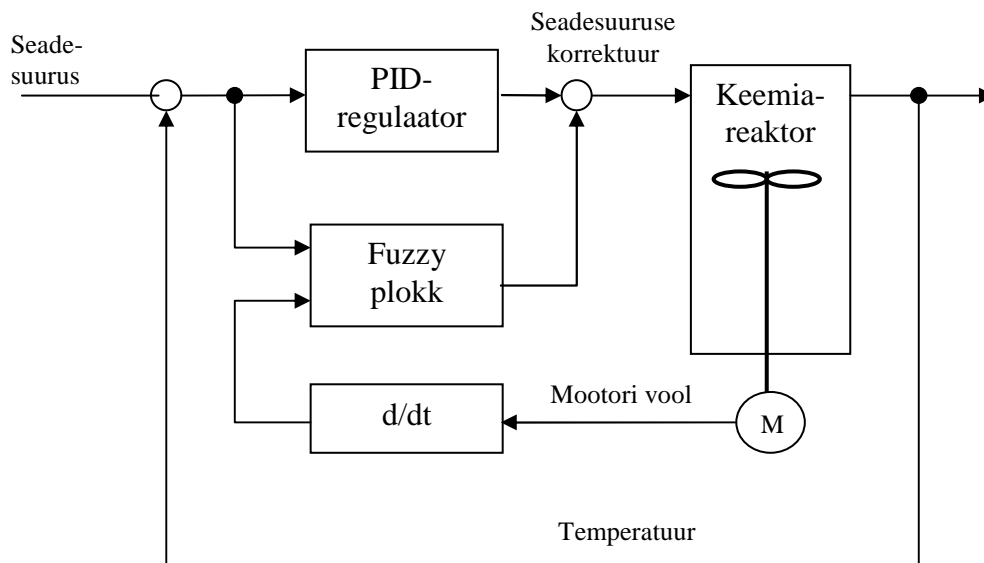 Seade-
suurus
PID-
regulaator
Seadesuuruse
korrektuur
Keemia-
reaktor
Fuzzy
plokk
d/dt
Mootori vool
M
Temperatuur